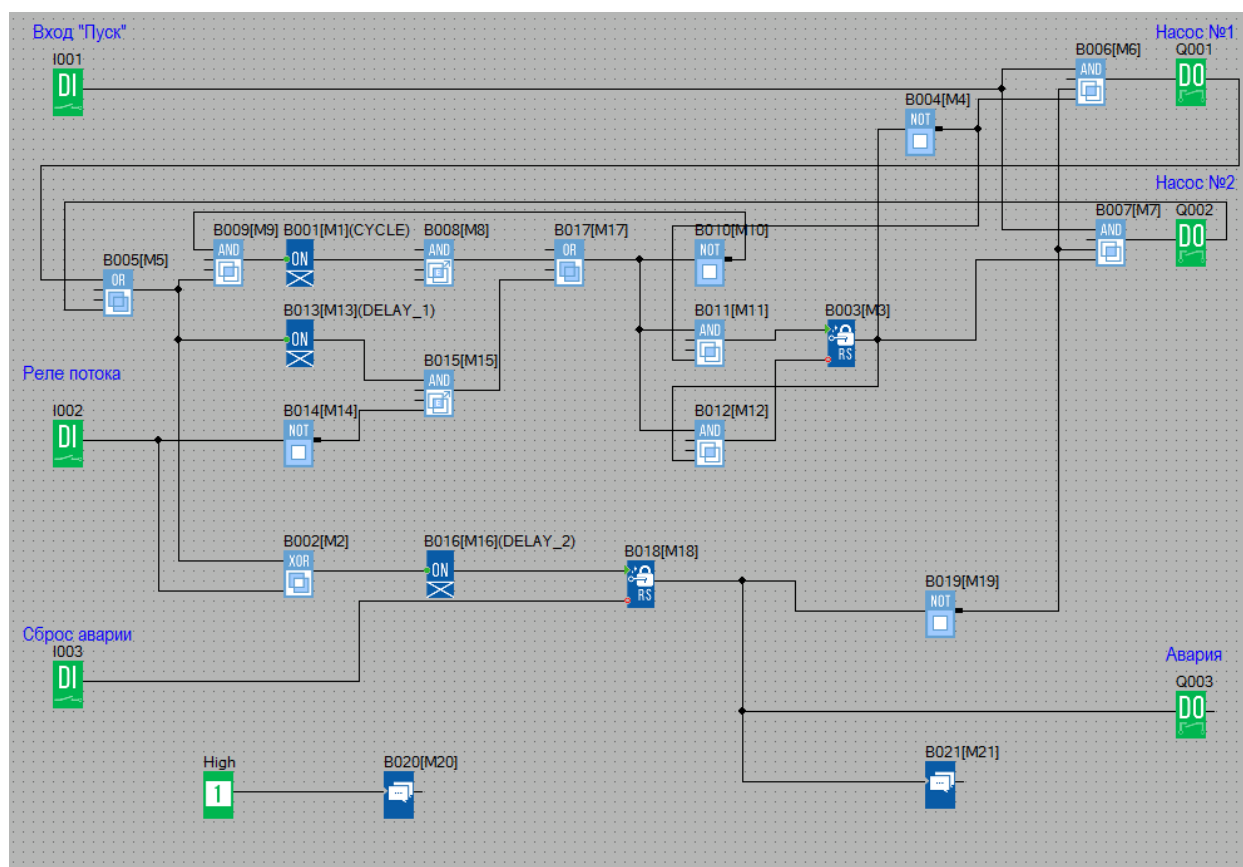 Вход "Пуск"
I001
DI
Насос №1
B006[M6]
Q001
AND
DO
B004[M4]
NOT
Насос №2
B007[M7]
Q002
AND
DO
B009[M9]
B001[M1](CYCLE)
B008[M8]
B017[M17]
B010[M10]
AND
ON
AND
OR
NOT
B005[M5]
OR
B013[M13](DELAY_1)
ON
B011[M11]
AND
B003[M3]
RS
B015[M15]
AND
Реле потока
I002
DI
B014[M14]
NOT
B012[M12]
AND
B002[M2]
XOR
B016[M16](DELAY_2)
ON
B018[M18]
RS
B019[M19]
NOT
Сброс аварии
I003
DI
Авария
Q003
DO
High
1
B020[M20]
B021[M21]